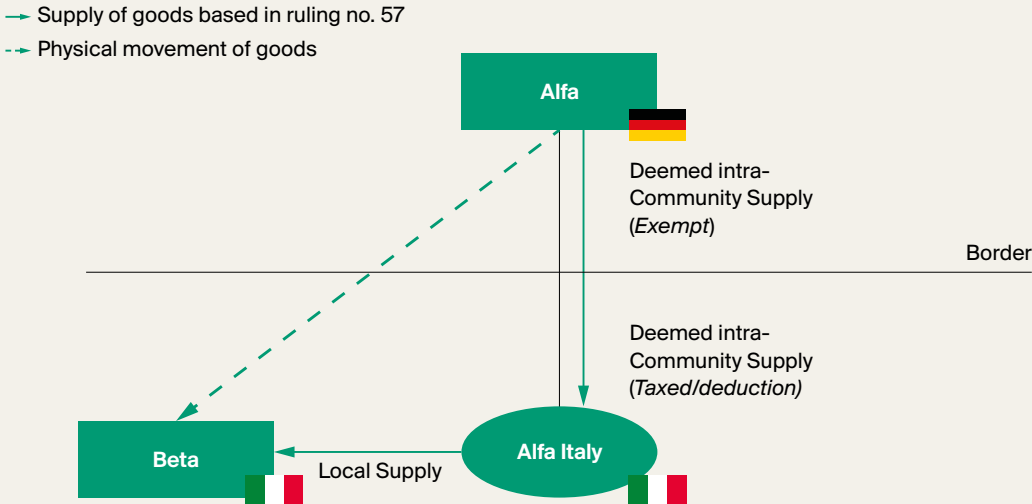 Supply of goods based in ruling no. 57
Physical movement of goods
Alfa
Deemed intra-
Community Supply
(Exempt)
Border
Deemed intra-
Community Supply
(Taxed/deduction)
Beta
Local Supply
Alfa Italy